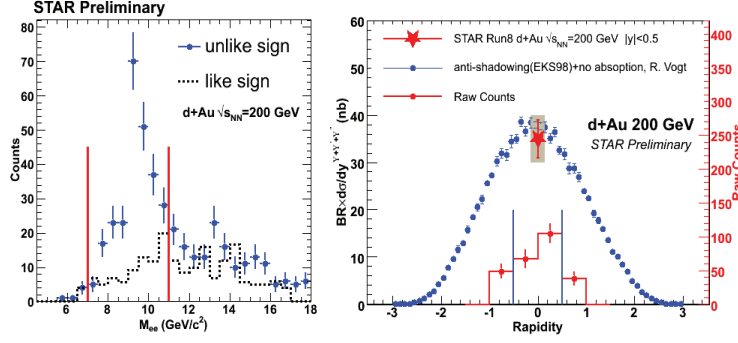 STAR Preliminary
unlike sign
like sign
d+Au √sNN=200 GeV
Counts
80
70
60
50
40
30
20
10
0
6 8 10 12 14 16 18
Mee (GeV/c²)
STAR Run8 d+Au √sNN=200 GeV |y|<0.5
anti-shadowing(EKS98)+no absoption, R. Vogt
Raw Counts
d+Au 200 GeV
STAR Preliminary
BR×dσ/dy^Υ+Υ'+Υ'' (nb)
60
50
40
30
20
10
0
-3 -2 -1 0 1 2 3
Rapidity
400
350
300
250
200
150
100
50
0
Raw Counts